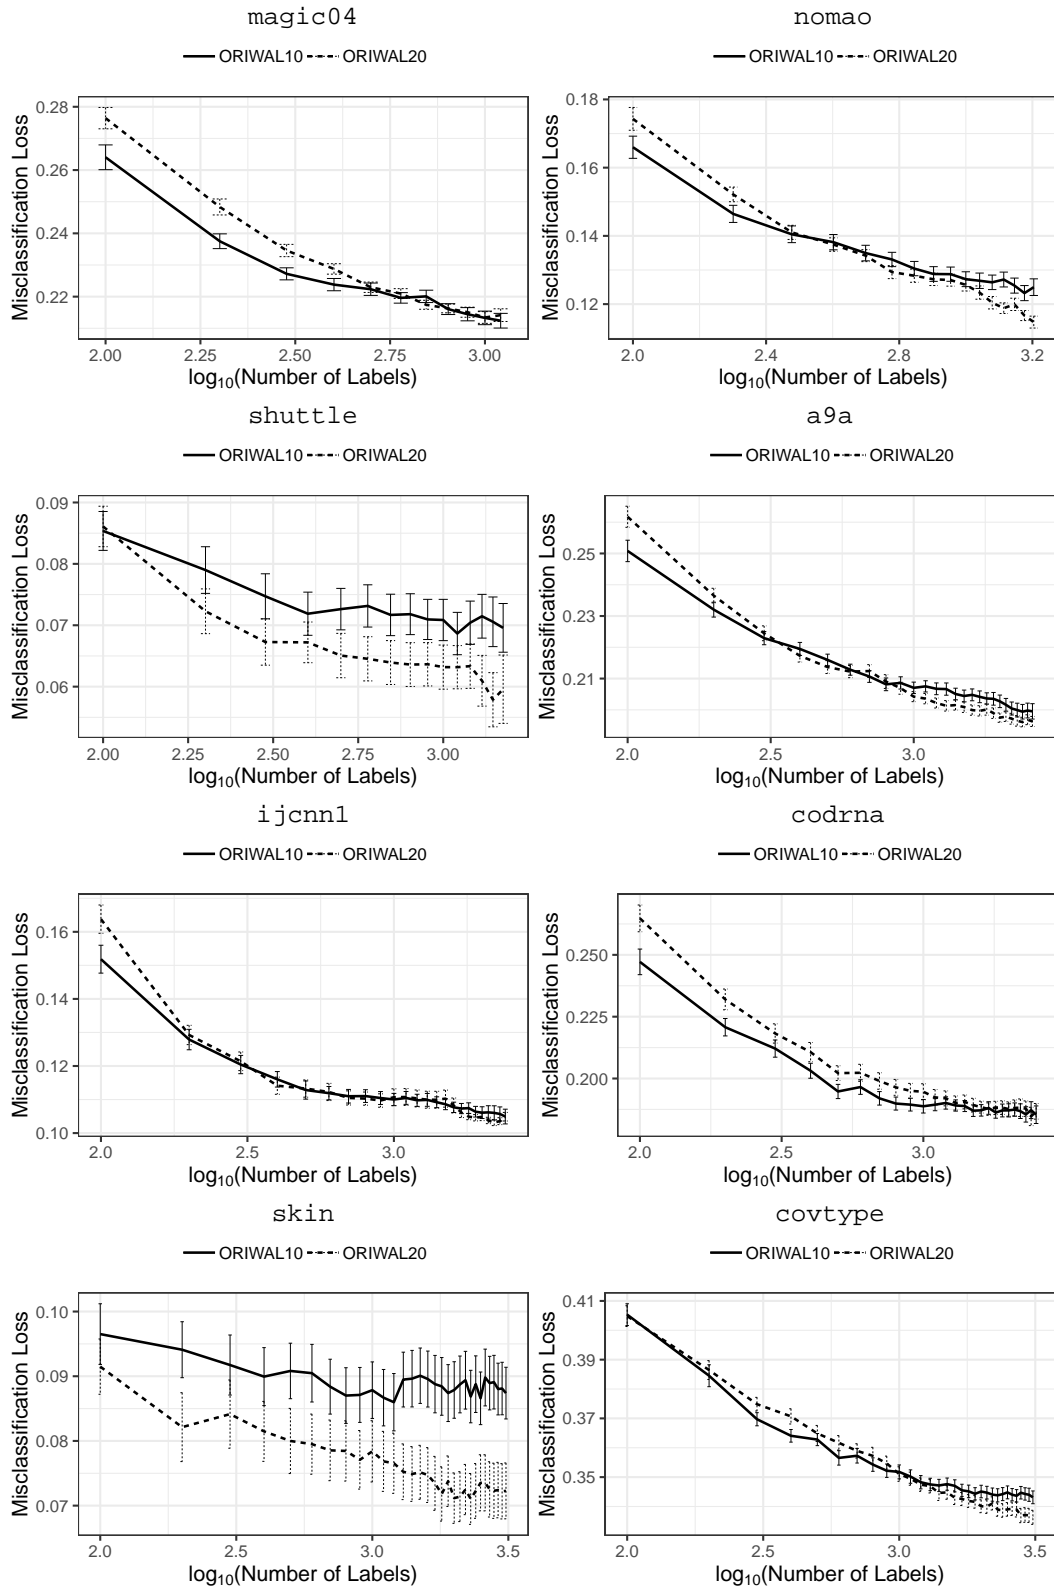 magic04
ORIWAL10 ORIWAL20
Misclassification Loss
0.28
0.26
0.24
0.22
2.00 2.25 2.50 2.75 3.00
log10(Number of Labels)
nomao
ORIWAL10 ORIWAL20
Misclassification Loss
0.18
0.16
0.14
0.12
2.0 2.4 2.8 3.2
log10(Number of Labels)
shuttle
ORIWAL10 ORIWAL20
Misclassification Loss
0.09
0.08
0.07
0.06
2.00 2.25 2.50 2.75 3.00
log10(Number of Labels)
a9a
ORIWAL10 ORIWAL20
Misclassification Loss
0.25
0.21
2.0 2.5 3.0
log10(Number of Labels)
ijcnn1
ORIWAL10 ORIWAL20
Misclassification Loss
0.16
0.14
0.12
0.10
2.0 2.5 3.0
log10(Number of Labels)
codrna
ORIWAL10 ORIWAL20
Misclassification Loss
0.250
0.225
0.200
2.0 2.5 3.0
log10(Number of Labels)
skin
ORIWAL10 ORIWAL20
Misclassification Loss
0.10
0.09
0.08
0.07
2.0 2.5 3.0 3.5
log10(Number of Labels)
covtype
ORIWAL10 ORIWAL20
Misclassification Loss
0.41
0.39
0.37
0.35
2.0 2.5 3.0 3.5
log10(Number of Labels)